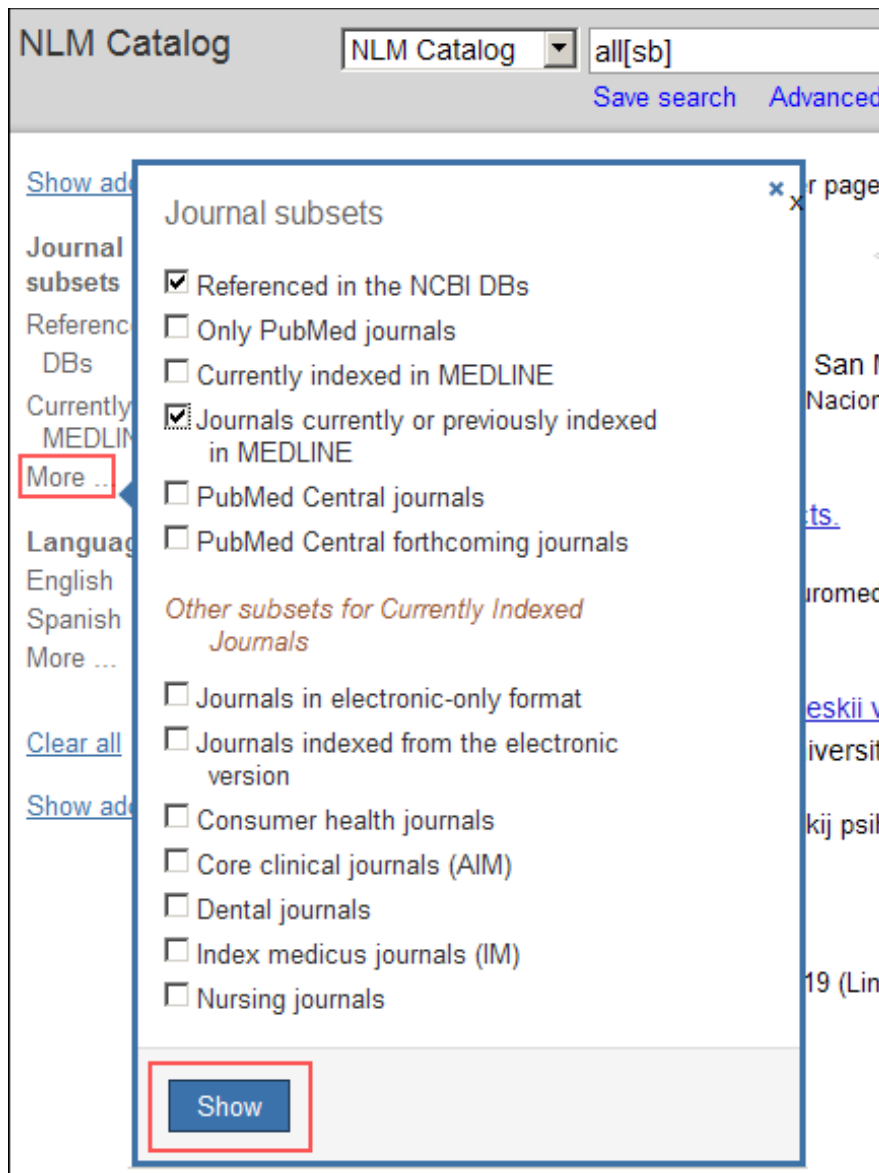 NLM Catalog
NLM Catalog
all[sb]
Save search Advanced
Show add
Journal
subsets
Referenc
DBs
Currently
MEDLIN
More ...
Languag
English
Spanish
More ...
Clear all
Show add
x
Journal subsets
Referenced in the NCBI DBs
Only PubMed journals
Currently indexed in MEDLINE
Journals currently or previously indexed
in MEDLINE
PubMed Central journals
PubMed Central forthcoming journals
Other subsets for Currently Indexed
Journals
Journals in electronic-only format
Journals indexed from the electronic
version
Consumer health journals
Core clinical journals (AIM)
Dental journals
Index medicus journals (IM)
Nursing journals
Show
r page
San M
Nacion
cts.
uromed
eskii v
iversit
kij psil
19 (Lin